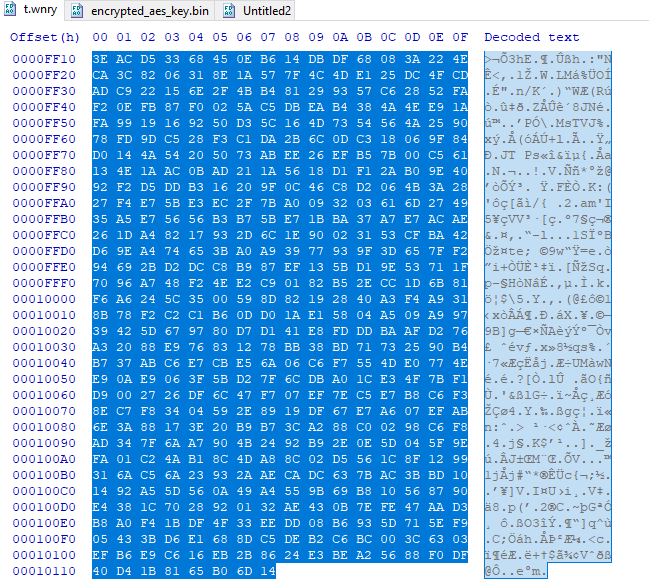 t.wnry encrypted_aes_key.bin Untitled2
Offset(h) 00 01 02 03 04 05 06 07 08 09 0A 0B 0C 0D 0E 0F Decoded text
0000FF10 3E AC D5 33 68 45 0E B6 14 DB DF 68 08 3A 22 4E >¬Õ3hE.¶.Ûßh.:"N
0000FF20 CA 3C 82 06 31 8E 1A 57 7F 4C 4D E1 25 DC 4F CD Ê<‚.1Ž.W.LMá%ÜOÍ
0000FF30 AD C9 22 15 6E 2F 4B B4 81 29 93 57 C6 28 52 FA .É".n/K´.)“WÆ(Rú
0000FF40 F2 0E FB 87 F0 02 5A C5 DB EA B4 38 4A 4E E9 1A ò.û‡ð.ZÅÛê´8JNé.
0000FF50 FA 99 19 16 92 50 D3 5C 16 4D 73 54 56 4A 25 90 ú™..’PÓ\.MsTVJ%.
0000FF60 78 FD 9D C5 28 F3 C1 DA 2B 6C 0D C3 18 06 9F 84 xý.Å(óÁÚ+l.Ã..Ÿ„
0000FF70 D0 14 4A 54 20 50 73 AB EE 26 EF B5 7B 00 C5 61 Ð.JT Ps«î&ïµ{.Åa
0000FF80 13 4E 1A AC 0B AD 21 1A 56 18 D1 F1 2A B0 9E 40 .N.¬..!.V.Ññ*°ž@
0000FF90 92 F2 D5 DD B3 16 20 9F 0C 46 C8 D2 06 4B 3A 28 ’òÕÝ³. Ÿ.FÈÒ.K:(
0000FFA0 27 F4 E7 5B E3 EC 2F 7B A0 09 32 03 61 6D 27 49 'ôç[ãì/{ .2.am'I
0000FFB0 35 A5 E7 56 56 B3 B7 5B E7 1B BA 37 A7 E7 AC AE 5¥çVV³·[ç.º7§ç¬®
0000FFC0 26 1D A4 82 17 93 2D 6C 1E 90 02 31 53 CF BA 42 &.¤‚.“-l...1SÏºB
0000FFD0 D6 9E A4 74 65 3B A0 A9 39 77 93 9F 3D 65 7F F2 Öž¤te; ©9w“Ÿ=e.ò
0000FFE0 94 69 2B D2 DC C8 B9 87 EF 13 5B D1 9E 53 71 1F ”i+ÒÜÈ¹‡ï.[ÑžSq.
0000FFF0 70 96 A7 48 F2 4E E2 C9 01 82 B5 2E CC 1D 6B 81 p–§HòNâÉ.‚µ.Ì.k.
00010000 F6 A6 24 5C 35 00 59 8D 82 19 28 40 A3 F4 A9 31 ö¦$\5.Y.‚.(@£ô©1
00010010 8B 78 F2 C2 C1 B6 0D D0 1A E1 58 04 A5 09 A9 97 ‹xòÂÁ¶.Ð.áX.¥.©—
00010020 39 42 5D 67 97 80 D7 D1 41 E8 FD DD BA AF D2 76 9B]g—€×ÑAèýÝº¯Òv
00010030 A3 20 88 E9 76 83 12 78 BB 38 BD 71 73 25 90 B4 £ ˆévƒ.x»8½qs%.´
00010040 B7 37 AB C6 E7 CB E5 6A 06 C6 F7 55 4D E0 77 4E ·7«ÆçËåj.Æ÷UMàwN
00010050 E9 0A E9 06 3F 5B D2 7F 6C DB A0 1C E3 4F 7B F1 é.é.?[Ò.lÛ .ãO{ñ
00010060 D9 00 27 26 DF 6C 47 F7 07 EF 7E C5 E7 B8 C6 F3 Ù.'&ßlG÷.ï~Åç¸Æó
00010070 8E C7 F8 34 04 59 2E 89 19 DF 67 E7 A6 07 EF AB ŽÇø4.Y.‰.ßgç¦.ï«
00010080 6E 3A 88 17 3E 20 B9 B7 3C A2 88 C0 02 98 C6 F8 n:ˆ.> ¹·<¢ˆÀ.˜Æø
00010090 AD 34 7F 6A A7 90 4B 24 92 B9 2E 0E 5D 04 5F 9E .4.j§.K$’¹..]._ž
000100A0 FA 01 C2 4A B1 8C 4D A8 8C 02 D5 56 1C 8F 12 99 ú.ÂJ±ŒM¨Œ.ÕV...™
000100B0 31 6A C5 6A 23 93 2A AE CA DC 63 7B AC 3B BD 10 1jÅj#“*®ÊÜc{¬;½.
000100C0 14 92 A5 5D 56 0A 49 A4 55 9B 69 B8 10 56 87 90 .’¥]V.I¤U›i¸.V‡.
000100D0 E4 38 1C 70 28 92 01 32 AE 43 0B 7E FE 47 AA D3 ä8.p(’.2®C.~þGªÓ
000100E0 B8 A0 F4 1B DF 4F 33 EE DD 08 B6 93 5D 71 5E F9 ¸ ô.ßO3îÝ.¶“]q^ù
000100F0 05 43 3B D6 E1 68 8D C5 DE B2 C6 BC 00 3C 63 03 .C;Öáh.ÅÞ²Æ¼.<c.
00010100 EF B6 E9 C6 16 EB 2B 86 24 E3 BE A2 56 88 F0 DF ï¶éÆ.ë+†$ã¾¢Vˆðß
00010110 40 D4 1B 81 65 B0 6D 14 @Ô..e°m.